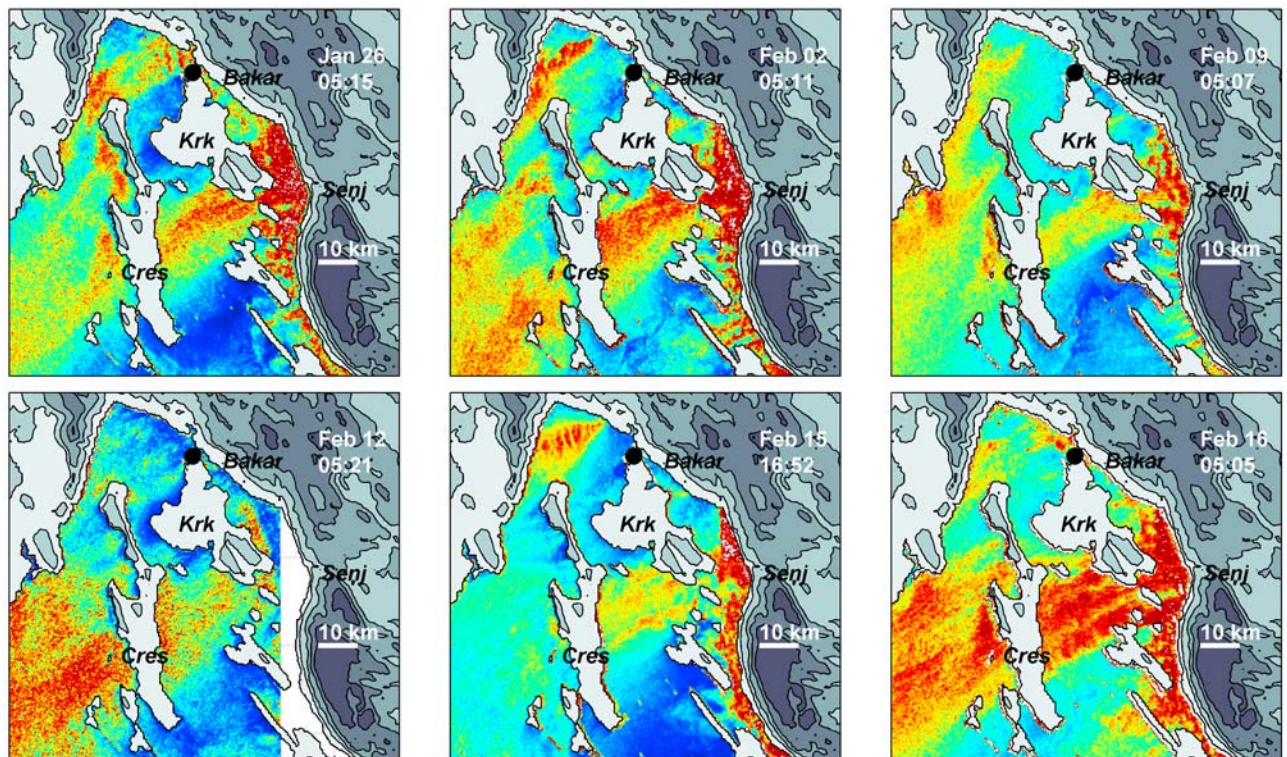 Jan 26
05:15
Bakar
Krk
Senj
10 km
Cres
Feb 02
05:11
Bakar
Krk
Senj
10 km
Cres
Feb 09
05:07
Bakar
Krk
Senj
10 km
Cres
Feb 12
05:21
Bakar
Krk
Senj
10 km
Cres
Feb 15
16:52
Bakar
Krk
Senj
10 km
Cres
Feb 16
05:05
Bakar
Krk
Senj
10 km
Cres